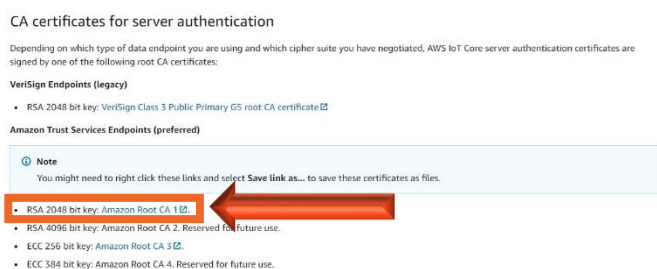 CA certificates for server authentication
Depending on which type of data endpoint you are using and which cipher suite you have negotiated, AWS IoT Core server authentication certificates are
signed by one of the following root CA certificates:
VeriSign Endpoints (legacy)
• RSA 2048 bit key: VeriSign Class 3 Public Primary G5 root CA certificate
Amazon Trust Services Endpoints (preferred)
Note
You might need to right click these links and select Save link as... to save these certificates as files.
• RSA 2048 bit key: Amazon Root CA 1.
• RSA 4096 bit key: Amazon Root CA 2. Reserved for future use.
• ECC 256 bit key: Amazon Root CA 3.
• ECC 384 bit key: Amazon Root CA 4. Reserved for future use.